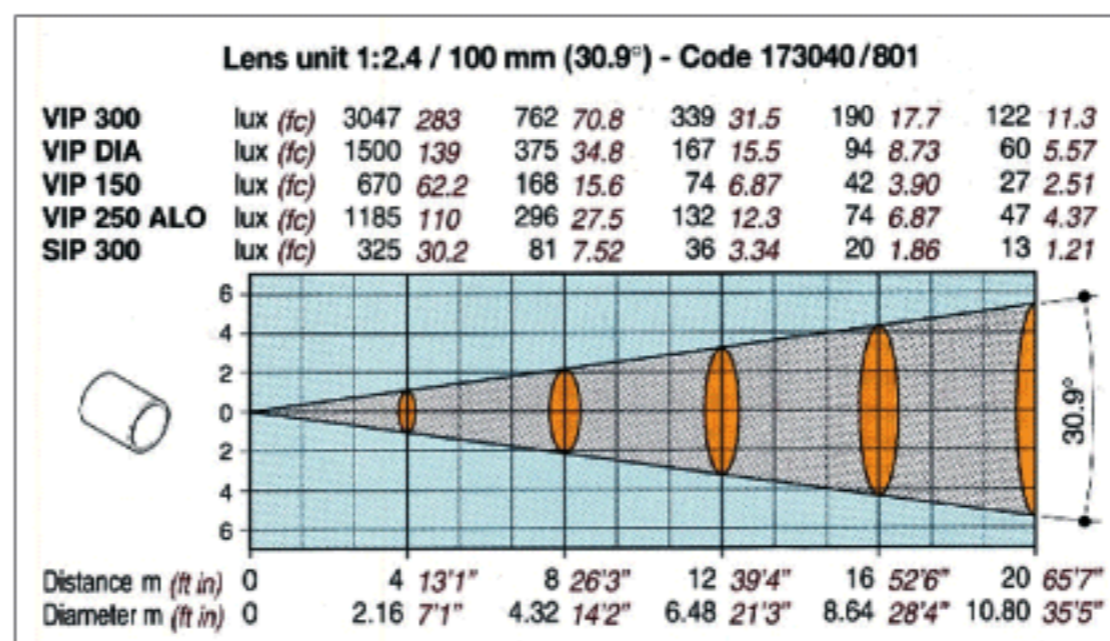 Lens unit 1:2.4 / 100 mm (30.9°) - Code 173040/801
VIP 300 lux (fc) 3047 283 762 70.8 339 31.5 190 17.7 122 11.3
VIP DIA lux (fc) 1500 139 375 34.8 167 15.5 94 8.73 60 5.57
VIP 150 lux (fc) 670 62.2 168 15.6 74 6.87 42 3.90 27 2.51
VIP 250 ALO lux (fc) 1185 110 296 27.5 132 12.3 74 6.87 47 4.37
SIP 300 lux (fc) 325 30.2 81 7.52 36 3.34 20 1.86 13 1.21
6
4
2
0
2
4
6
30.9°
Distance m (ft in) 0 4 13'1" 8 26'3" 12 39'4" 16 52'6" 20 65'7"
Diameter m (ft in) 0 2.16 7'1" 4.32 14'2" 6.48 21'3" 8.64 28'4" 10.80 35'5"